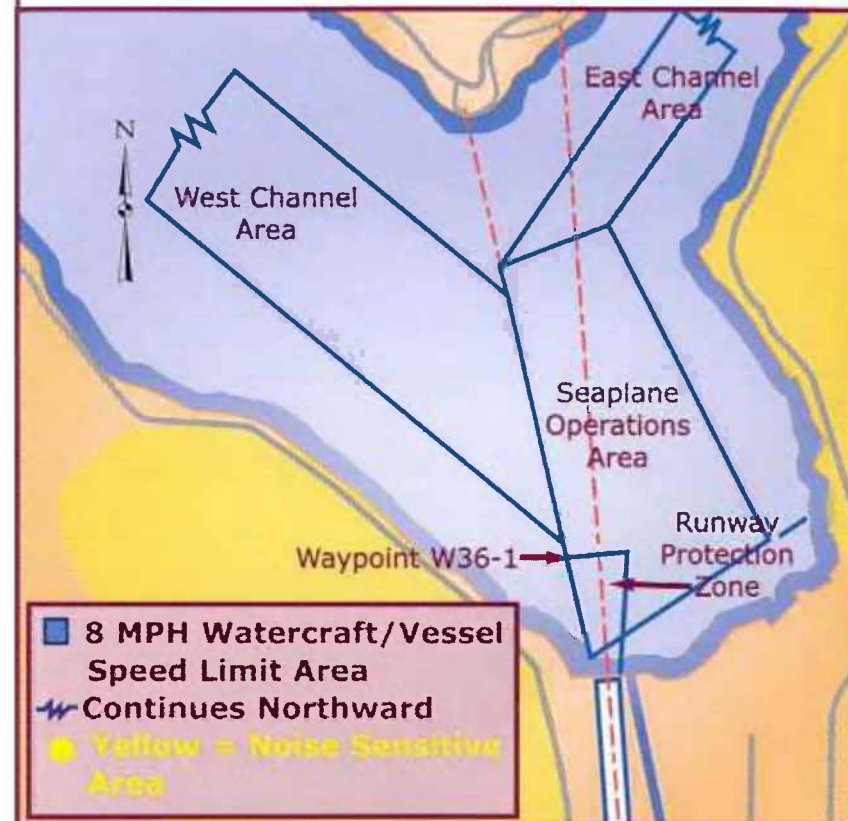 N
East Channel
Area
West Channel
Area
Seaplane
Operations
Area
Runway
Protection
Zone
Waypoint W36-1
8 MPH Watercraft/Vessel
Speed Limit Area
Continues Northward
Yellow = Noise Sensitive
Area